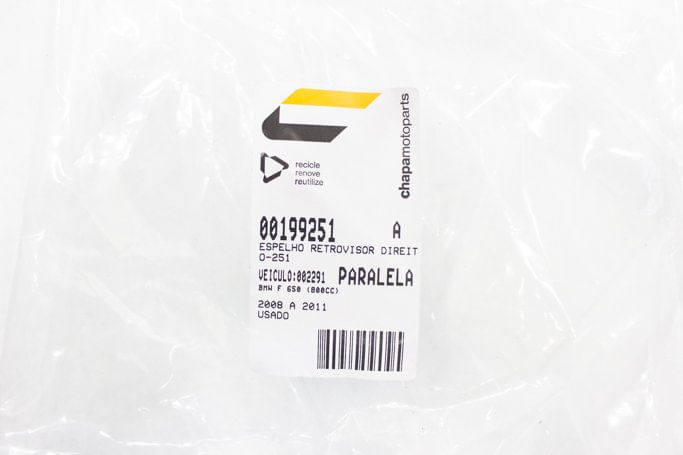 chapamotoparts
recicle
renove
reutilize
00199251 A
ESPELHO RETROVISOR DIREIT
O-251
VEICULO:002291 PARALELA
BMW F 650 (800CC)
2008 A 2011
USADO